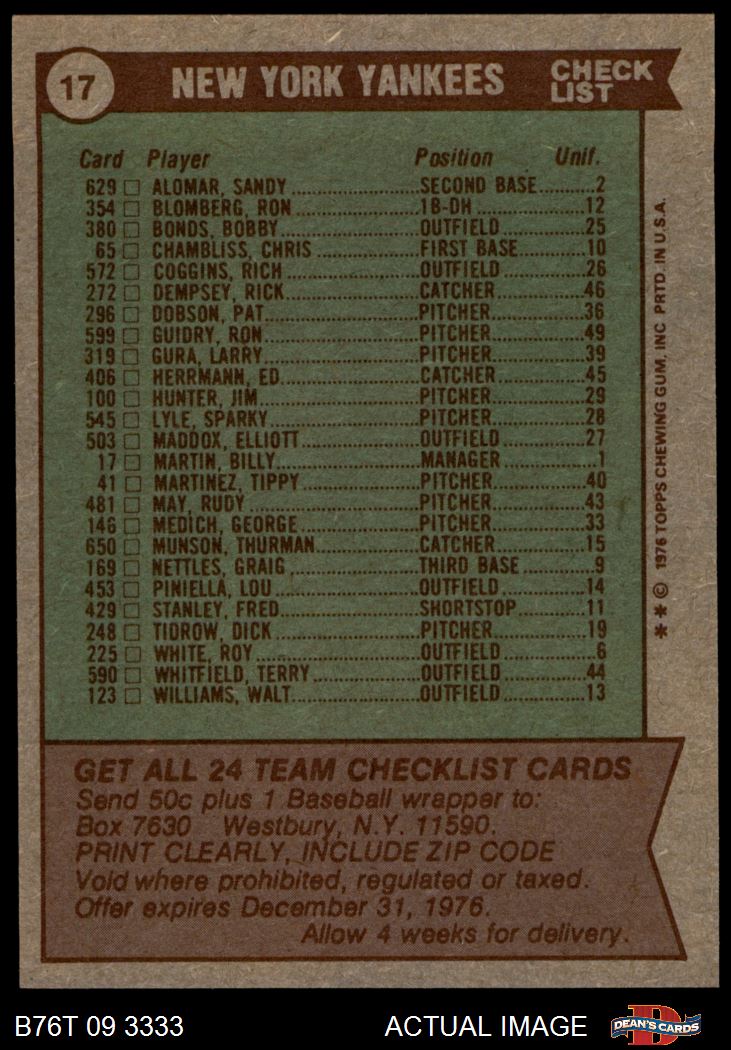 17 NEW YORK YANKEES CHECK LIST
Card Player Position Unif.
629 □ ALOMAR, SANDY SECOND BASE 2
354 □ BLOMBERG, RON 1B-DH 12
380 □ BONDS, BOBBY OUTFIELD 25
65 □ CHAMBLISS, CHRIS FIRST BASE 10
572 □ COGGINS, RICH OUTFIELD 26
272 □ DEMPSEY, RICK CATCHER 46
296 □ DOBSON, PAT PITCHER 36
599 □ GUIDRY, RON PITCHER 49
319 □ GURA, LARRY PITCHER 39
406 □ HERRMANN, ED CATCHER 45
100 □ HUNTER, JIM PITCHER 29
545 □ LYLE, SPARKY PITCHER 28
503 □ MADDOX, ELLIOTT OUTFIELD 27
17 □ MARTIN, BILLY MANAGER 1
41 □ MARTINEZ, TIPPY PITCHER 40
481 □ MAY, RUDY PITCHER 43
146 □ MEDICH, GEORGE PITCHER 33
650 □ MUNSON, THURMAN CATCHER 15
169 □ NETTLES, GRAIG THIRD BASE 9
453 □ PINIELLA, LOU OUTFIELD 14
429 □ STANLEY, FRED SHORTSTOP 11
248 □ TIDROW, DICK PITCHER 19
225 □ WHITE, ROY OUTFIELD 6
590 □ WHITFIELD, TERRY OUTFIELD 44
123 □ WILLIAMS, WALT OUTFIELD 13
** © 1976 TOPPS CHEWING GUM, INC PRTD. IN U.S.A.
GET ALL 24 TEAM CHECKLIST CARDS
Send 50c plus 1 Baseball wrapper to:
Box 7630 Westbury, N.Y. 11590.
PRINT CLEARLY, INCLUDE ZIP CODE
Void where prohibited, regulated or taxed.
Offer expires December 31, 1976.
Allow 4 weeks for delivery.
B76T 09 3333 ACTUAL IMAGE DEAN'S CARDS